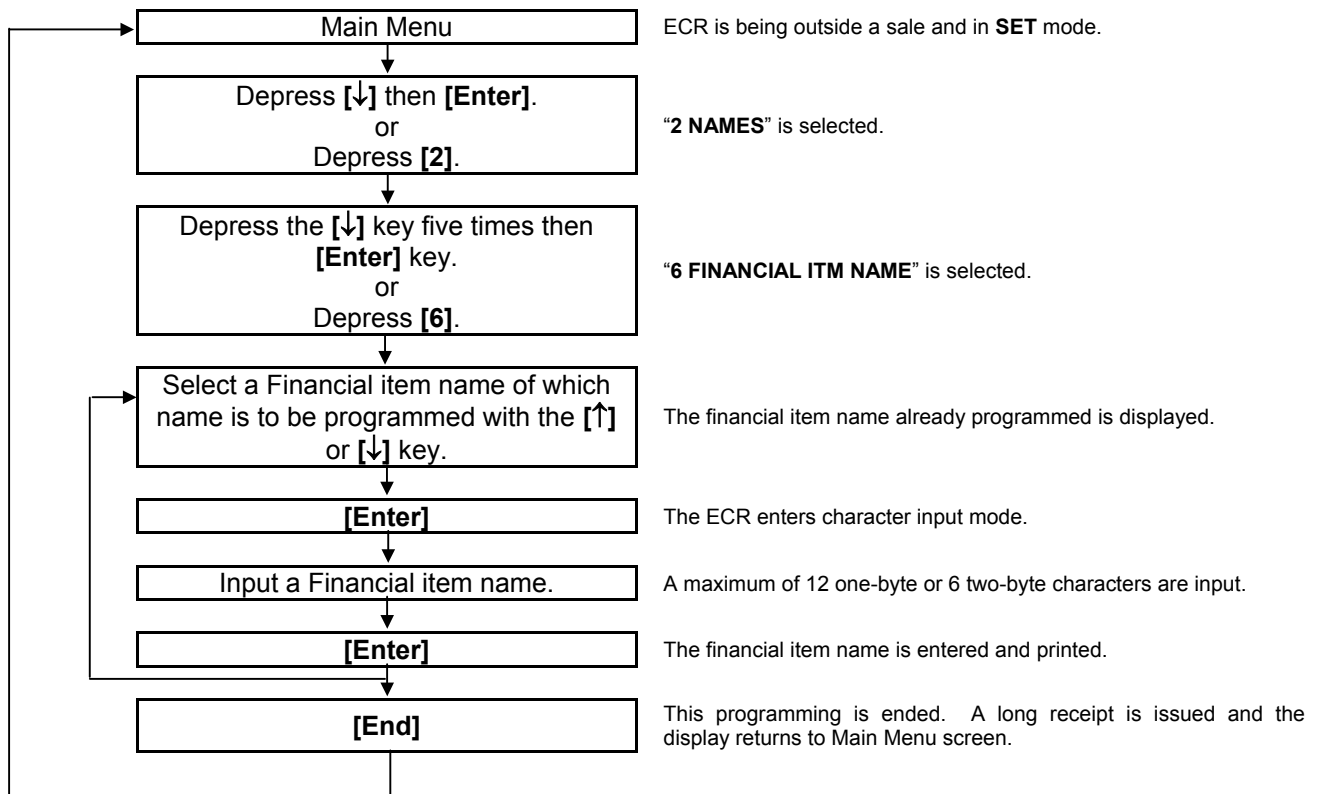 Main Menu
ECR is being outside a sale and in SET mode.
Depress [↓] then [Enter].
or
Depress [2].
“2 NAMES” is selected.
Depress the [↓] key five times then
[Enter] key.
or
Depress [6].
“6 FINANCIAL ITM NAME” is selected.
Select a Financial item name of which
name is to be programmed with the [↑]
or [↓] key.
The financial item name already programmed is displayed.
[Enter]
The ECR enters character input mode.
Input a Financial item name.
A maximum of 12 one-byte or 6 two-byte characters are input.
[Enter]
The financial item name is entered and printed.
[End]
This programming is ended. A long receipt is issued and the
display returns to Main Menu screen.